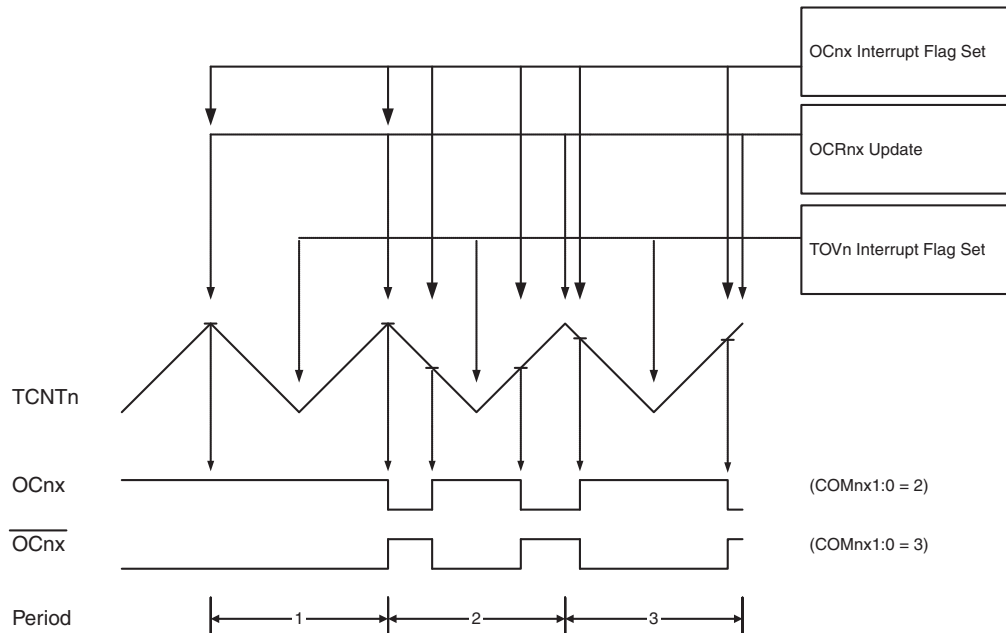 OCnx Interrupt Flag Set
OCRnx Update
TOVn Interrupt Flag Set
TCNTn
OCnx
(COMnx1:0 = 2)
OCnx
(COMnx1:0 = 3)
Period
1
2
3